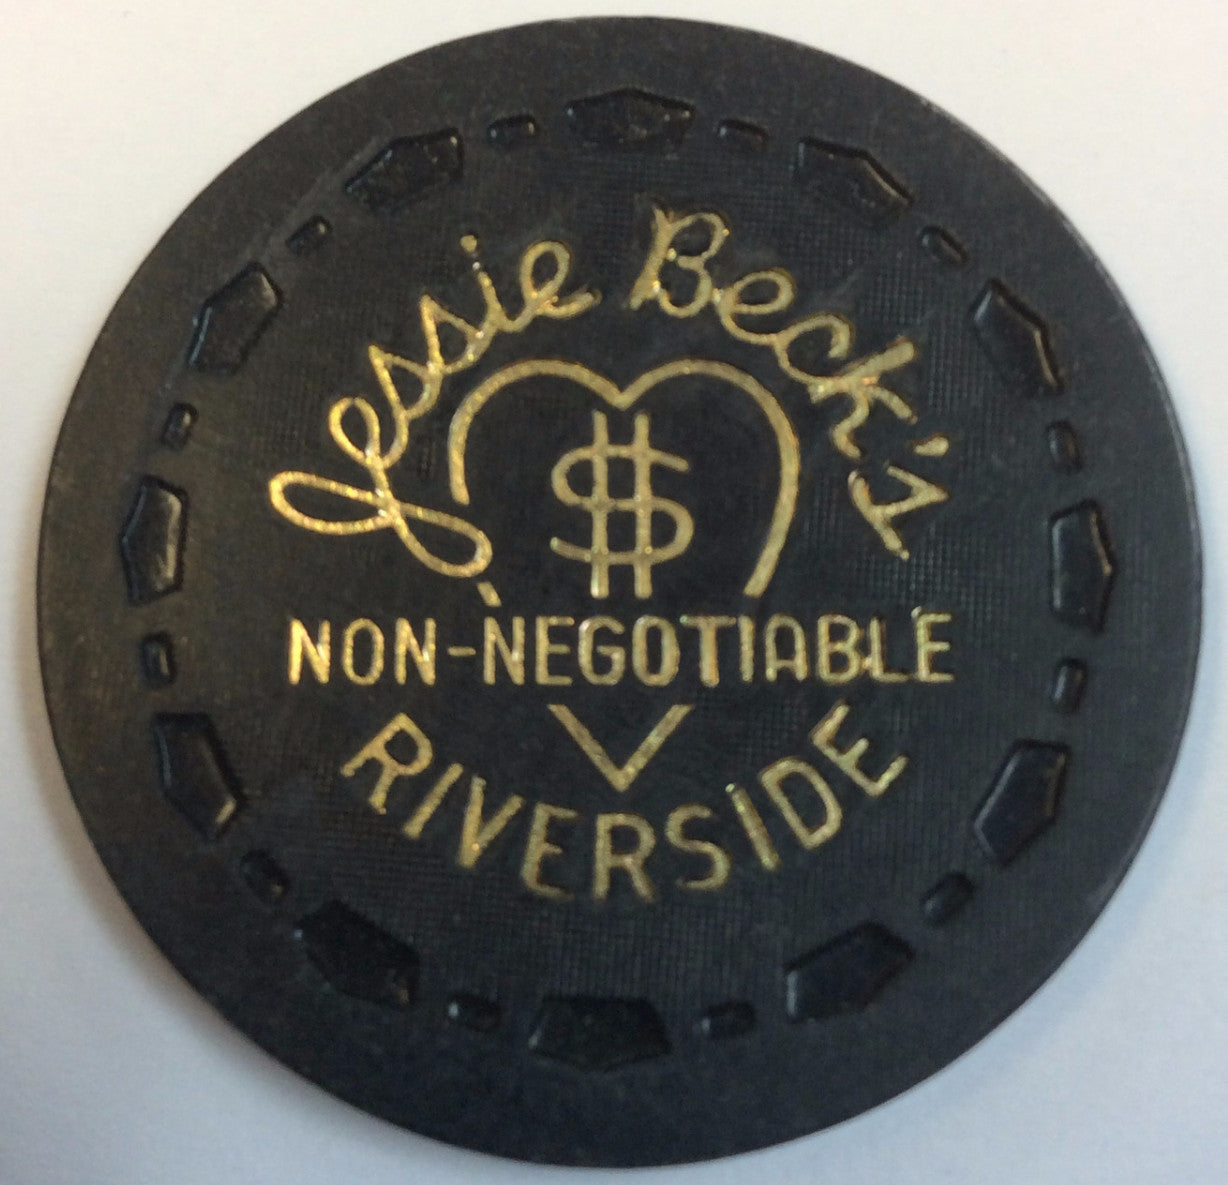 Jessie Beck's
$
NON-NEGOTIABLE
RIVERSIDE